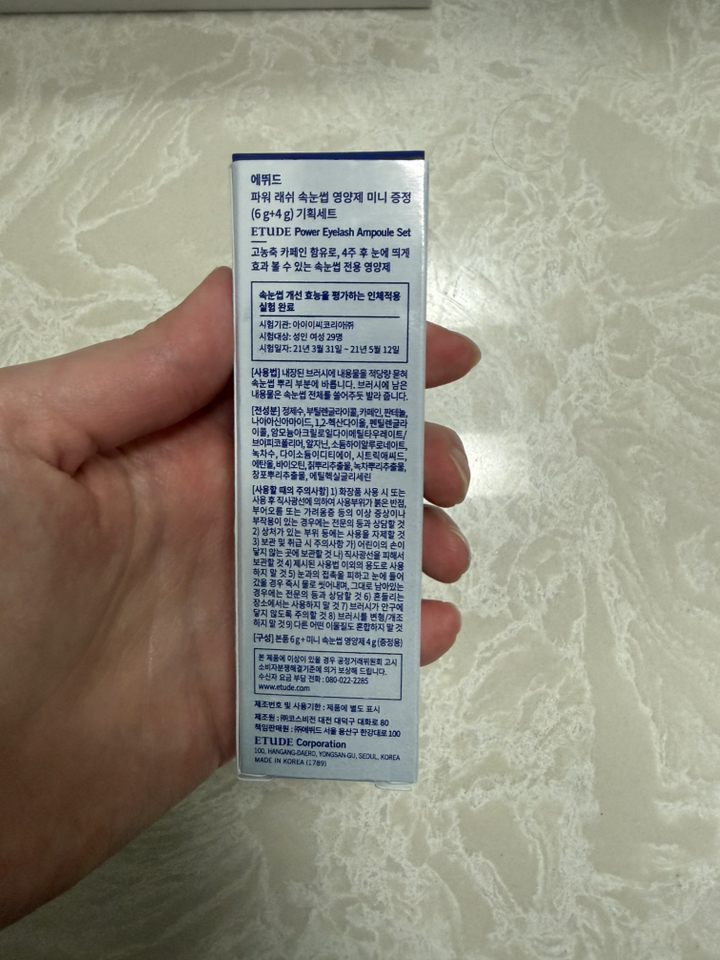 에뛰드
파워 래쉬 속눈썹 영양제 미니 증정
(6 g+4 g) 기획세트
ETUDE Power Eyelash Ampoule Set
고농축 카페인 함유로, 4주 후 눈에 띄게
효과 볼 수 있는 속눈썹 전용 영양제
속눈썹 개선 효능을 평가하는 인체적용
실험 완료
시험기관: 아이이씨코리아㈜
시험대상: 성인 여성 29명
시험일자: 21년 3월 31일 ~ 21년 5월 12일
[사용법] 내장된 브러시에 내용물을 적당량 묻혀
속눈썹 뿌리 부분에 바릅니다. 브러시에 남은
내용물은 속눈썹 전체를 쓸어주듯 발라 줍니다.
[전성분] 정제수, 부틸렌글라이콜, 카페인, 판테놀,
나이아신아마이드, 1,2-헥산다이올, 펜틸렌글라
이콜, 암모늄아크릴로일다이메틸타우레이트/
브이피코폴리머, 알지닌, 소듐하이알루로네이트,
녹차수, 다이소듐이디티에이, 시트릭애씨드,
에탄올, 바이오틴, 칡뿌리추출물, 녹차뿌리추출물,
창포뿌리추출물, 에틸헥실글리세린
[사용할 때의 주의사항] 1) 화장품 사용 시 또는
사용 후 직사광선에 의하여 사용부위가 붉은 반점,
부어오름 또는 가려움증 등의 이상 증상이나
부작용이 있는 경우에는 전문의 등과 상담할 것
2) 상처가 있는 부위 등에는 사용을 자제할 것
3) 보관 및 취급 시 주의사항 가) 어린이의 손이
닿지 않는 곳에 보관할 것 나) 직사광선을 피해서
보관할 것 4) 제시된 사용법 이외의 용도로 사용
하지 말 것 5) 눈과의 접촉을 피하고 눈에 들어
갔을 경우 즉시 물로 씻어내며, 그대로 남아있는
경우에는 전문의 등과 상담할 것 6) 흔들리는
장소에서는 사용하지 말 것 7) 브러시가 안구에
닿지 않도록 주의할 것 8) 브러시를 변형/개조
하지 말 것 9) 다른 어떤 이물질도 혼합하지 말 것
[구성] 본품 6 g + 미니 속눈썹 영양제 4 g (증정용)
본 제품에 이상이 있을 경우 공정거래위원회 고시
소비자분쟁해결기준에 의거 보상해 드립니다.
수신자 요금 부담 전화 : 080-022-2285
www.etude.com
제조번호 및 사용기한 : 제품에 별도 표시
제조원 : ㈜코스비전 대전 대덕구 대화로 80
책임판매원 : ㈜에뛰드 서울 용산구 한강대로 100
ETUDE Corporation
100, HANGANG-DAERO, YONGSAN-GU, SEOUL, KOREA
MADE IN KOREA (1789)